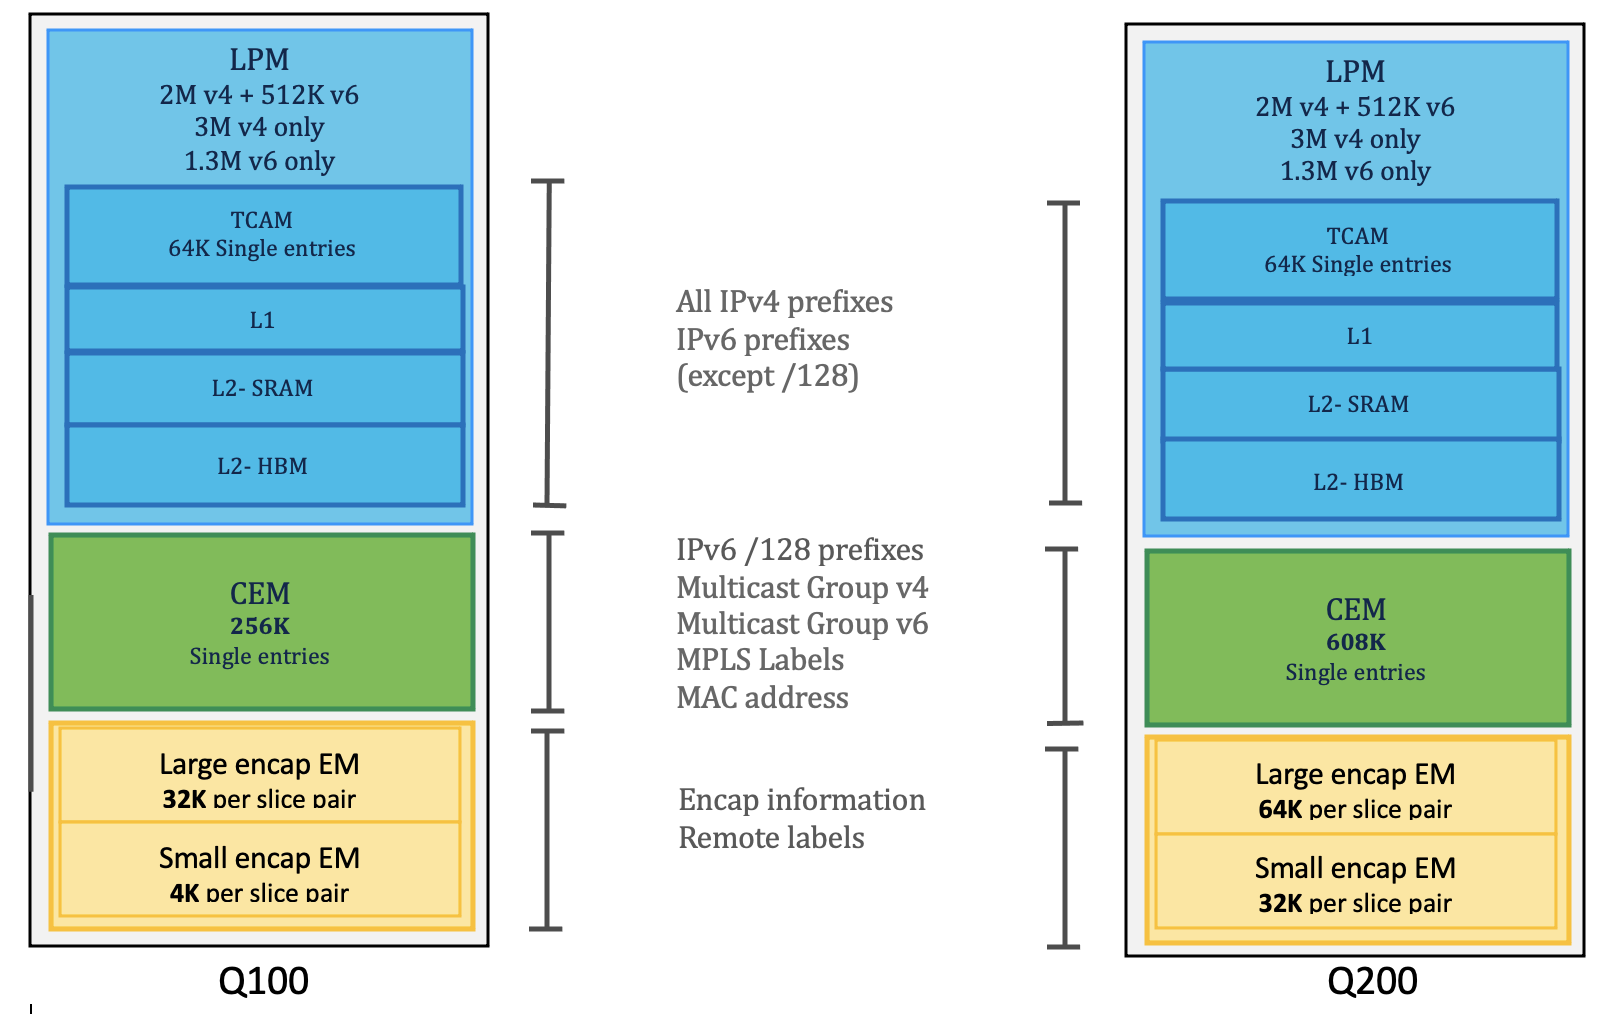 LPM
2M v4 + 512K v6
3M v4 only
1.3M v6 only
TCAM
64K Single entries
L1
L2- SRAM
L2- HBM
CEM
256K
Single entries
Large encap EM
32K per slice pair
Small encap EM
4K per slice pair
Q100
All IPv4 prefixes
IPv6 prefixes
(except /128)
IPv6 /128 prefixes
Multicast Group v4
Multicast Group v6
MPLS Labels
MAC address
Encap information
Remote labels
LPM
2M v4 + 512K v6
3M v4 only
1.3M v6 only
TCAM
64K Single entries
L1
L2- SRAM
L2- HBM
CEM
608K
Single entries
Large encap EM
64K per slice pair
Small encap EM
32K per slice pair
Q200